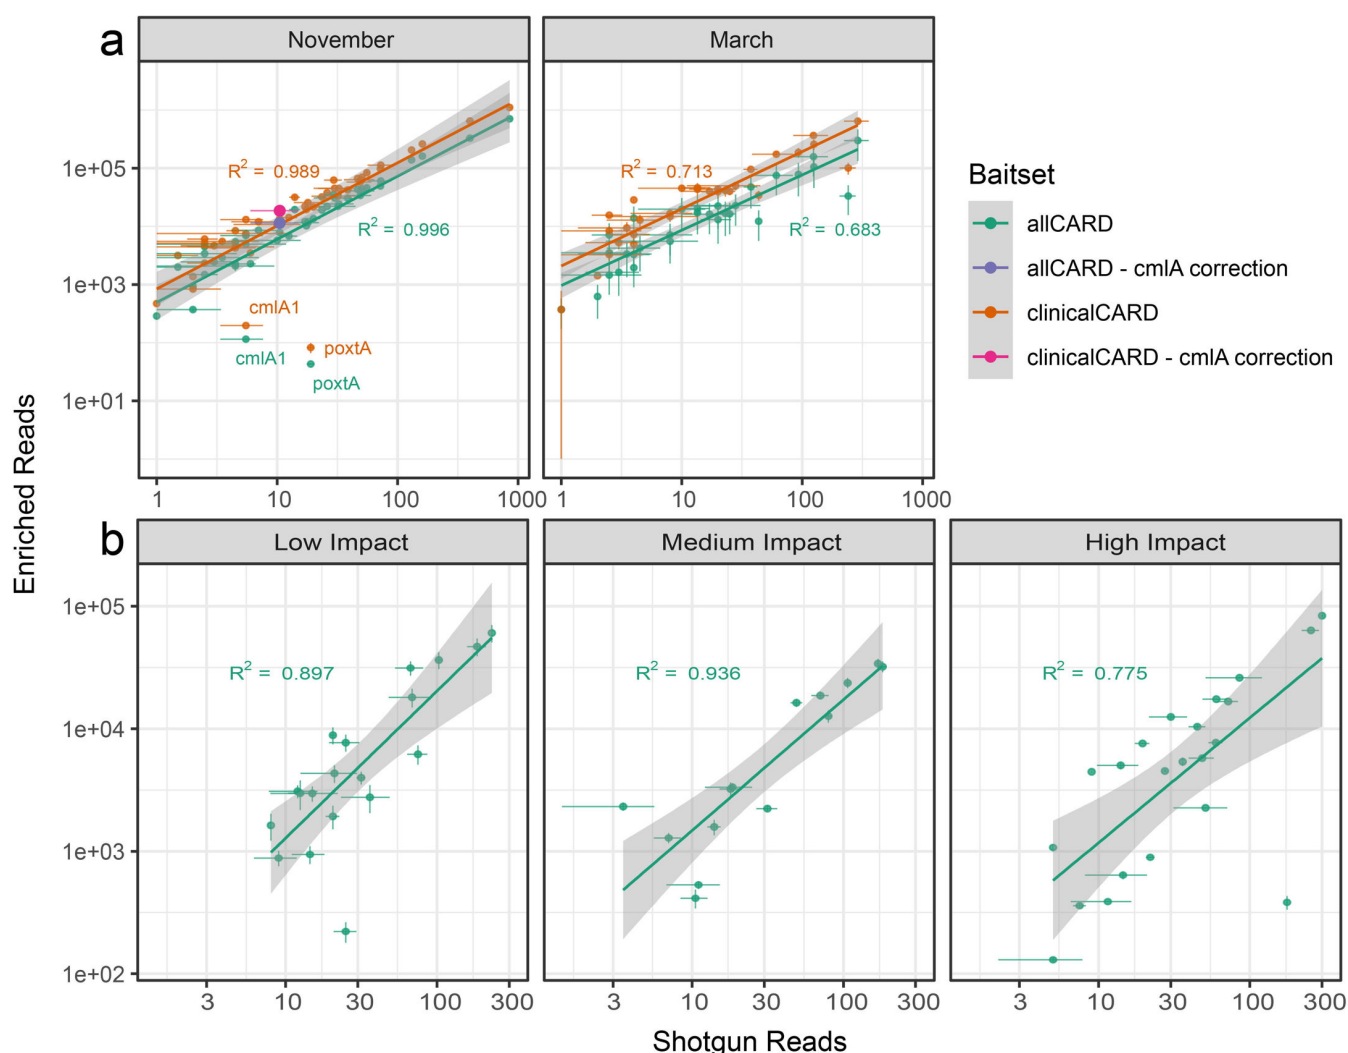 a
November
March
1e+05
1e+03
1e+01
R² = 0.989
R² = 0.996
cmlA1
cmlA1
poxtA
poxtA
R² = 0.713
R² = 0.683
1 10 100 1000
1 10 100 1000
Baitset
allCARD
allCARD - cmlA correction
clinicalCARD
clinicalCARD - cmlA correction
Enriched Reads
b
Low Impact
Medium Impact
High Impact
1e+05
1e+04
1e+03
1e+02
R² = 0.897
R² = 0.936
R² = 0.775
3 10 30 100 300
3 10 30 100 300
3 10 30 100 300
Shotgun Reads